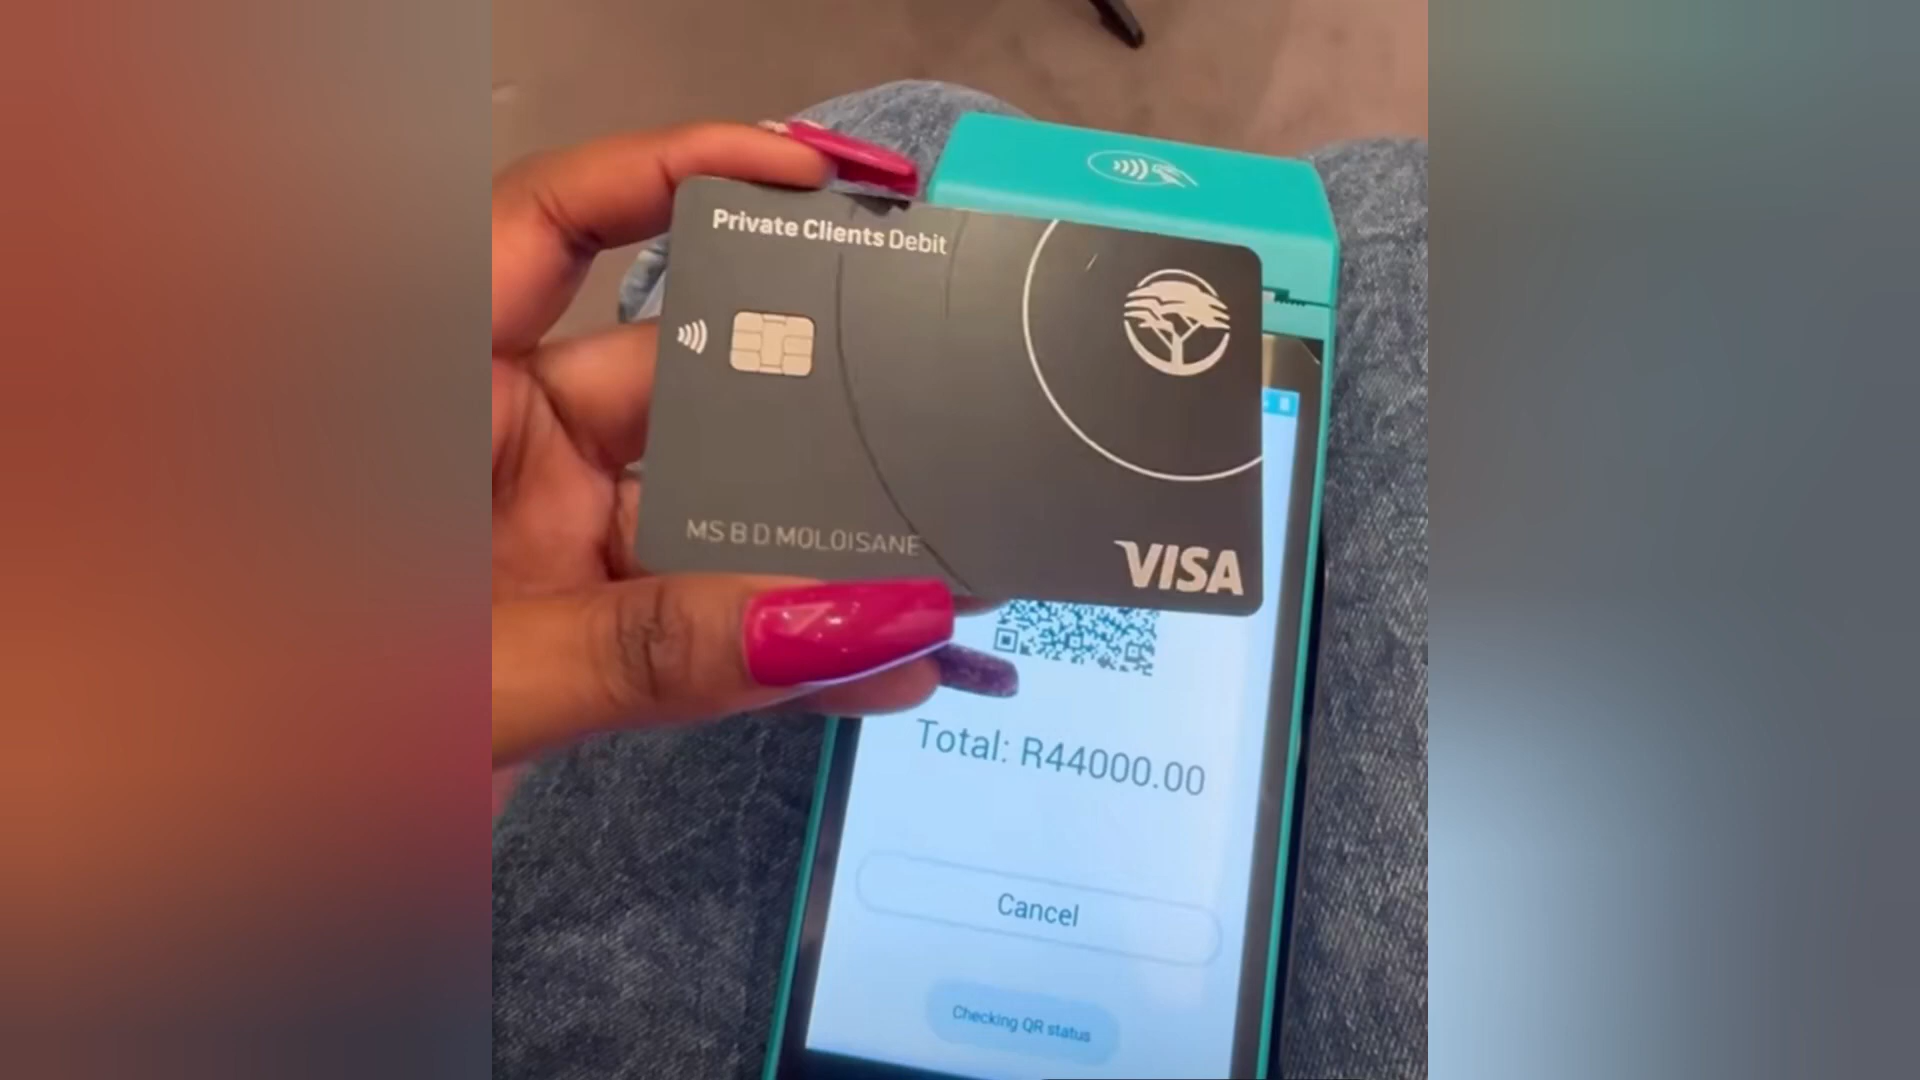 Private Clients Debit
MS B D MOLOISANE
VISA
Total: R44000.00
Cancel
Checking QR status